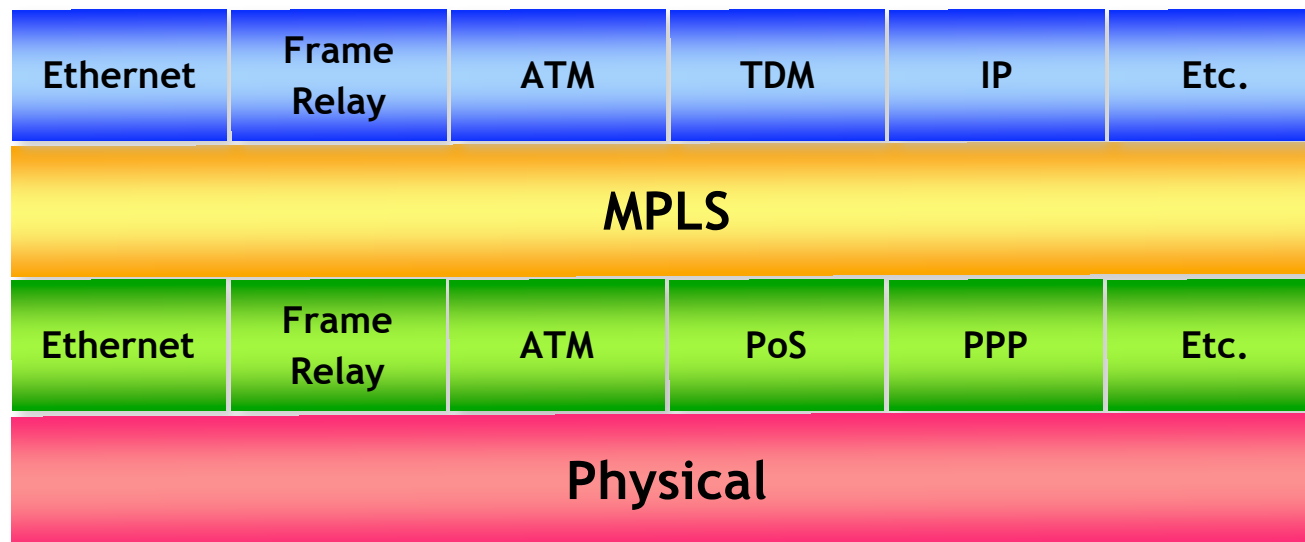 Ethernet
Frame
Relay
ATM
TDM
IP
Etc.
MPLS
Ethernet
Frame
Relay
ATM
PoS
PPP
Etc.
Physical